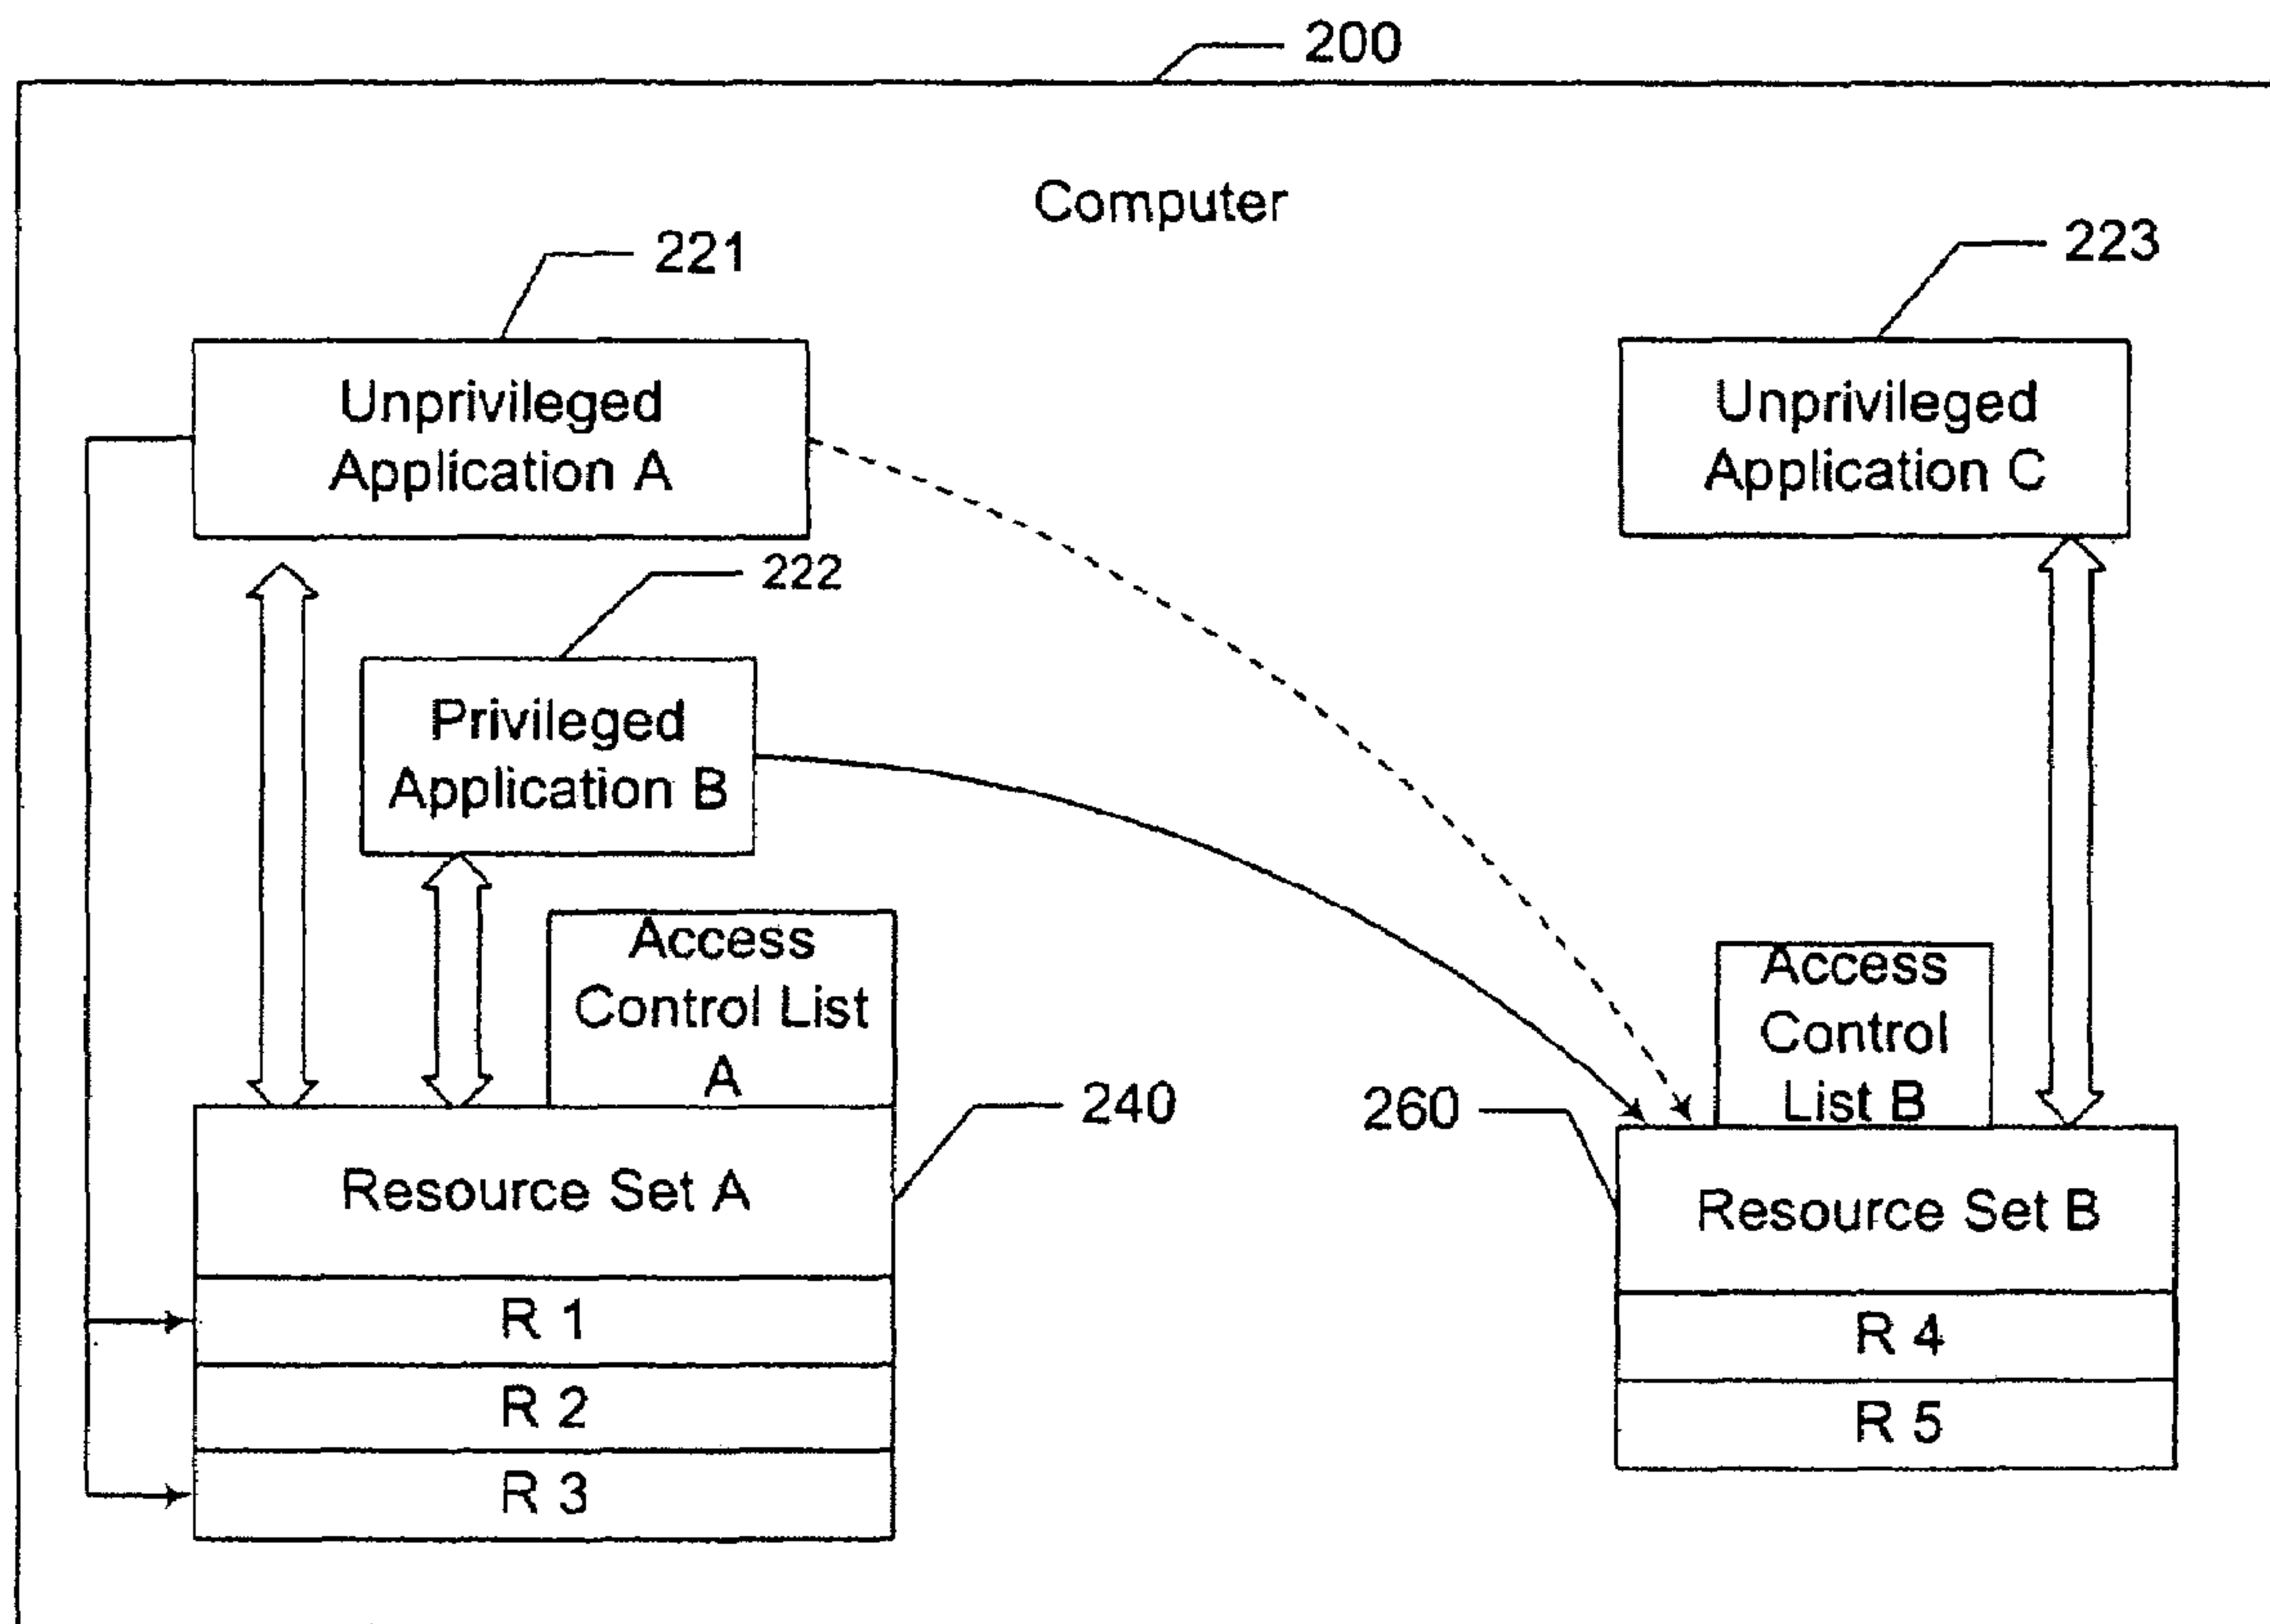 200
Computer
221
223
Unprivileged
Application A
Unprivileged
Application C
222
Privileged
Application B
Access
Control List
A
Access
Control
List B
240
260
Resource Set A
Resource Set B
R 1
R 2
R 3
R 4
R 5